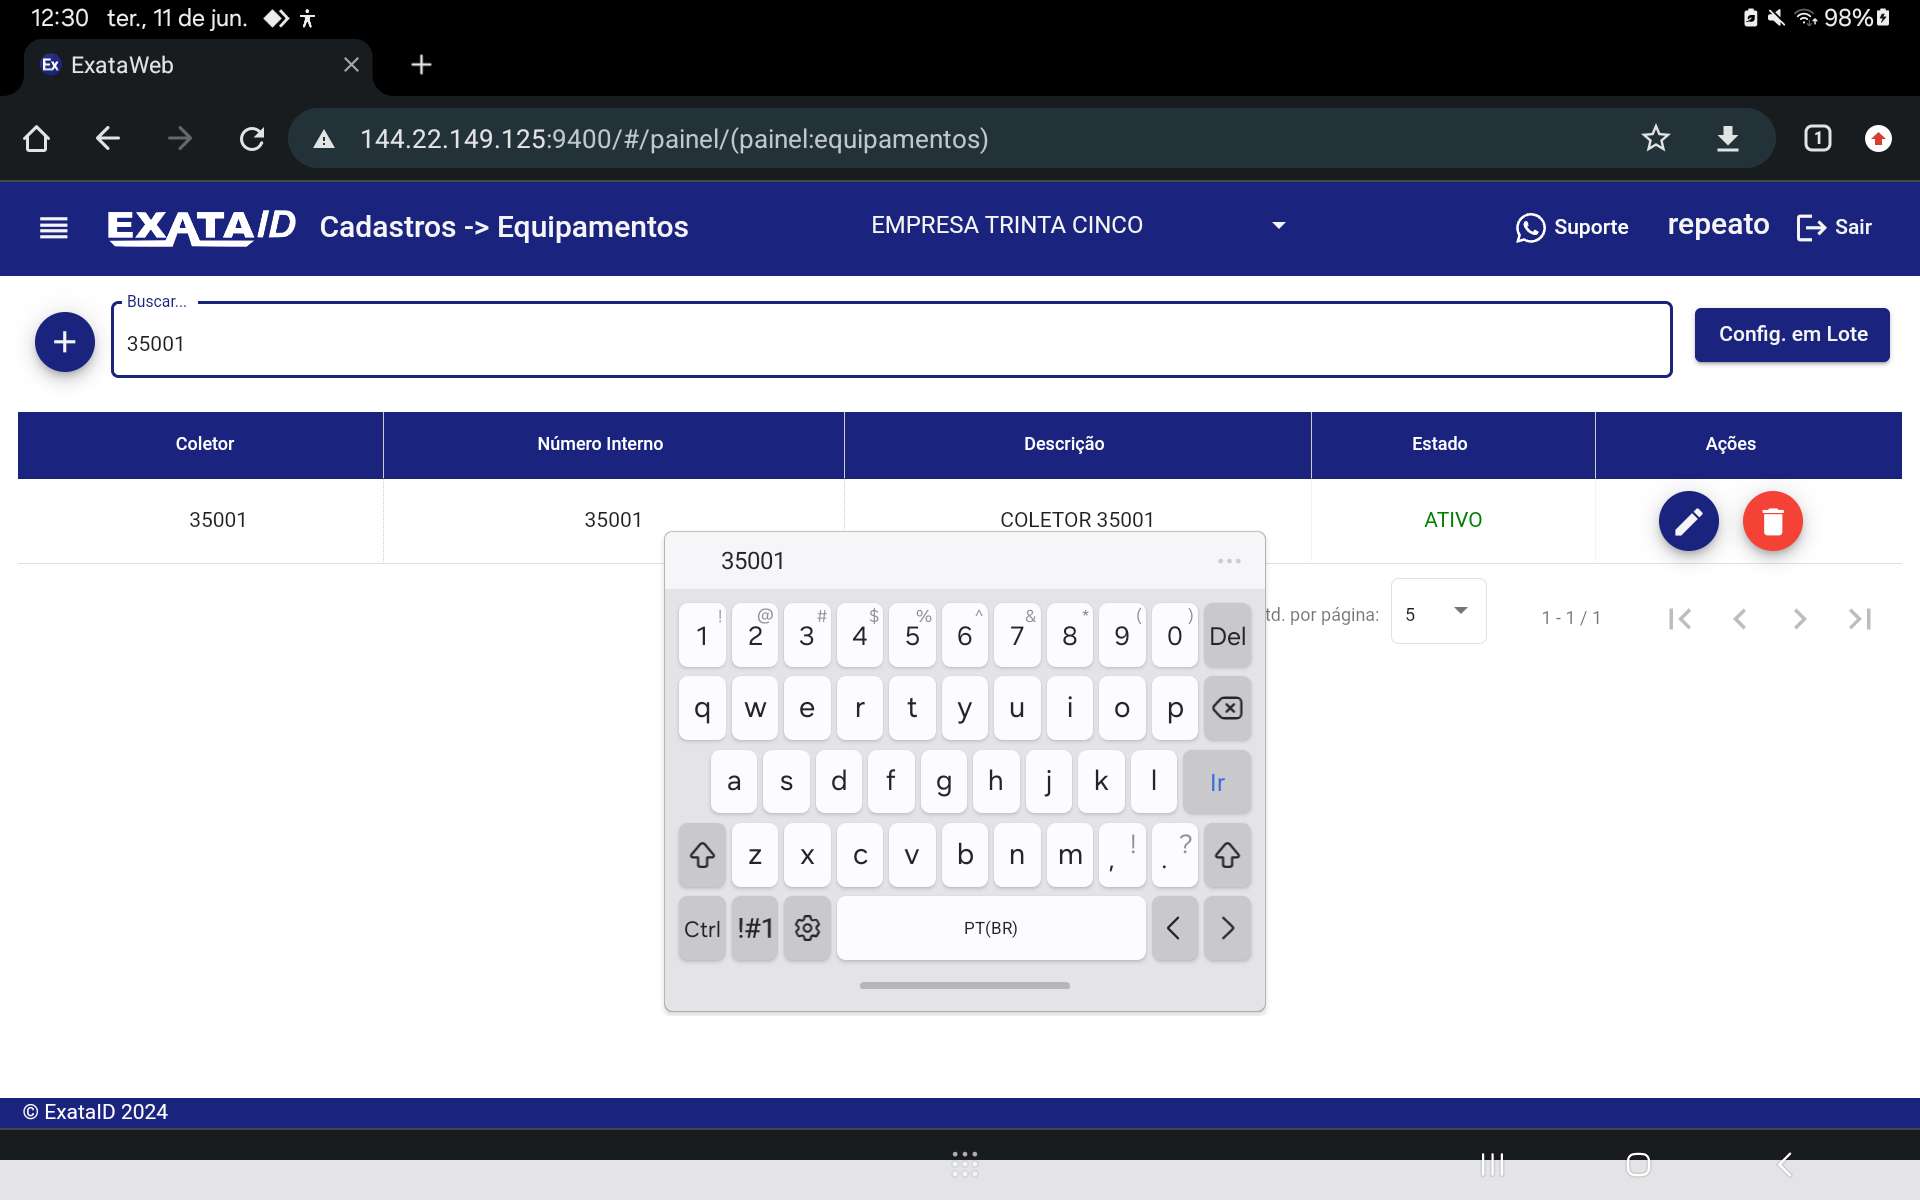 12:30 ter., 11 de jun. 98%
Ex ExataWeb
144.22.149.125:9400/#/painel/(painel:equipamentos) 1
EXATAID Cadastros -> Equipamentos EMPRESA TRINTA CINCO Suporte repeato Sair
Buscar...
35001
Config. em Lote
Coletor Número Interno Descrição Estado Ações
35001 35001 COLETOR 35001 ATIVO
35001
td. por página: 5 1 - 1 / 1
! @ # $ % ^ & * ( )
1 2 3 4 5 6 7 8 9 0 Del
q w e r t y u i o p
a s d f g h j k l Ir
! ?
z x c v b n m , .
Ctrl !#1 PT(BR) < >
© ExataID 2024